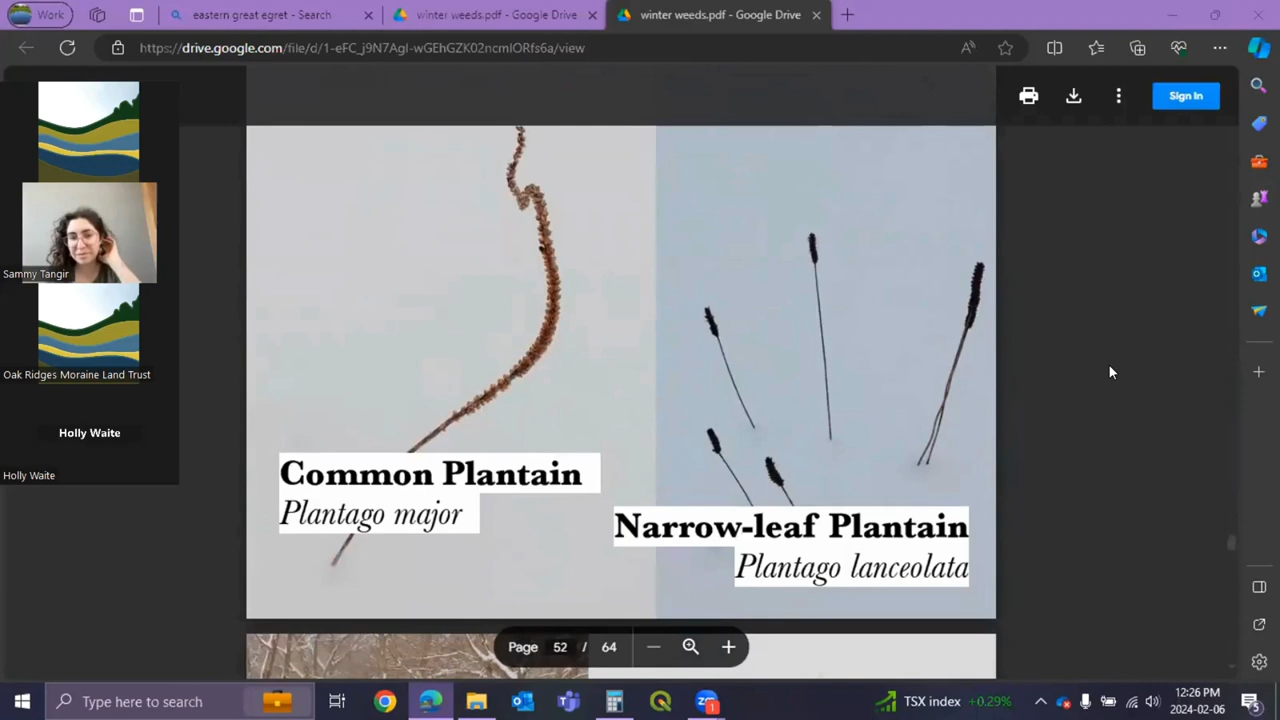 Work
eastern great egret - Search
winter weeds.pdf - Google Drive
winter weeds.pdf - Google Drive
https://drive.google.com/file/d/1-eFC_j9N7AgI-wGEhGZK02ncmlORfs6a/view
Sign in
Sammy Tangir
Oak Ridges Moraine Land Trust
Holly Waite
Holly Waite
Common Plantain
Plantago major
Narrow-leaf Plantain
Plantago lanceolata
Page 52 / 64
Type here to search
1
TSX index +0.29%
12:26 PM
2024-02-06
5